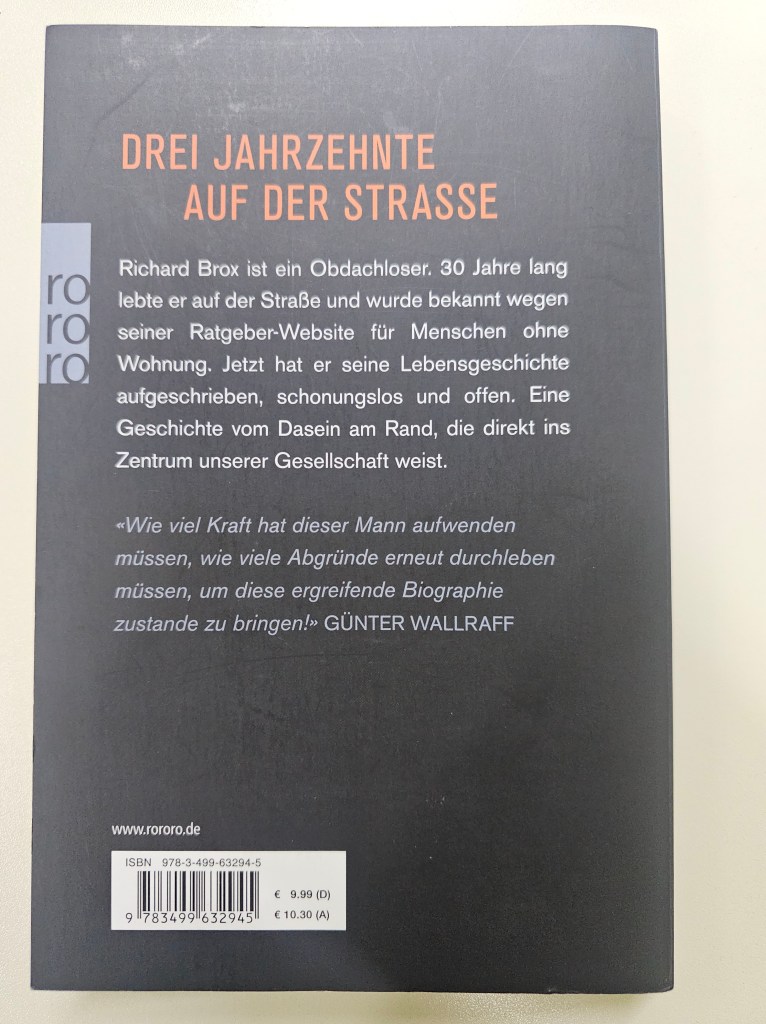 DREI JAHRZEHNTE
AUF DER STRASSE
Richard Brox ist ein Obdachloser. 30 Jahre lang
lebte er auf der Straße und wurde bekannt wegen
seiner Ratgeber-Website für Menschen ohne
Wohnung. Jetzt hat er seine Lebensgeschichte
aufgeschrieben, schonungslos und offen. Eine
Geschichte vom Dasein am Rand, die direkt ins
Zentrum unserer Gesellschaft weist.
«Wie viel Kraft hat dieser Mann aufwenden
müssen, wie viele Abgründe erneut durchleben
müssen, um diese ergreifende Biographie
zustande zu bringen!» GÜNTER WALLRAFF
ro
ro
ro
www.rororo.de
ISBN 978-3-499-63294-5
€ 9.99 (D)
€ 10.30 (A)
9 783499 632945